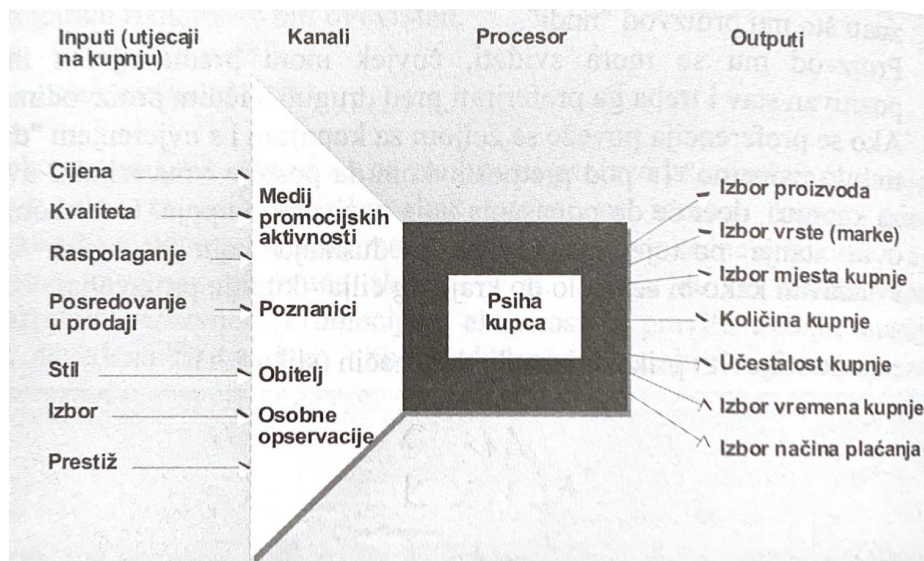 Inputi (utjecaji
na kupnju)
Cijena
Kvaliteta
Raspolaganje
Posredovanje
u prodaji
Stil
Izbor
Prestiž
Kanali
Medij
promocijskih
aktivnosti
Poznanici
Obitelj
Osobne
opservacije
Procesor
Psiha
kupca
Outputi
Izbor proizvoda
Izbor vrste (marke)
Izbor mjesta kupnje
Količina kupnje
Učestalost kupnje
Izbor vremena kupnje
Izbor načina plaćanja